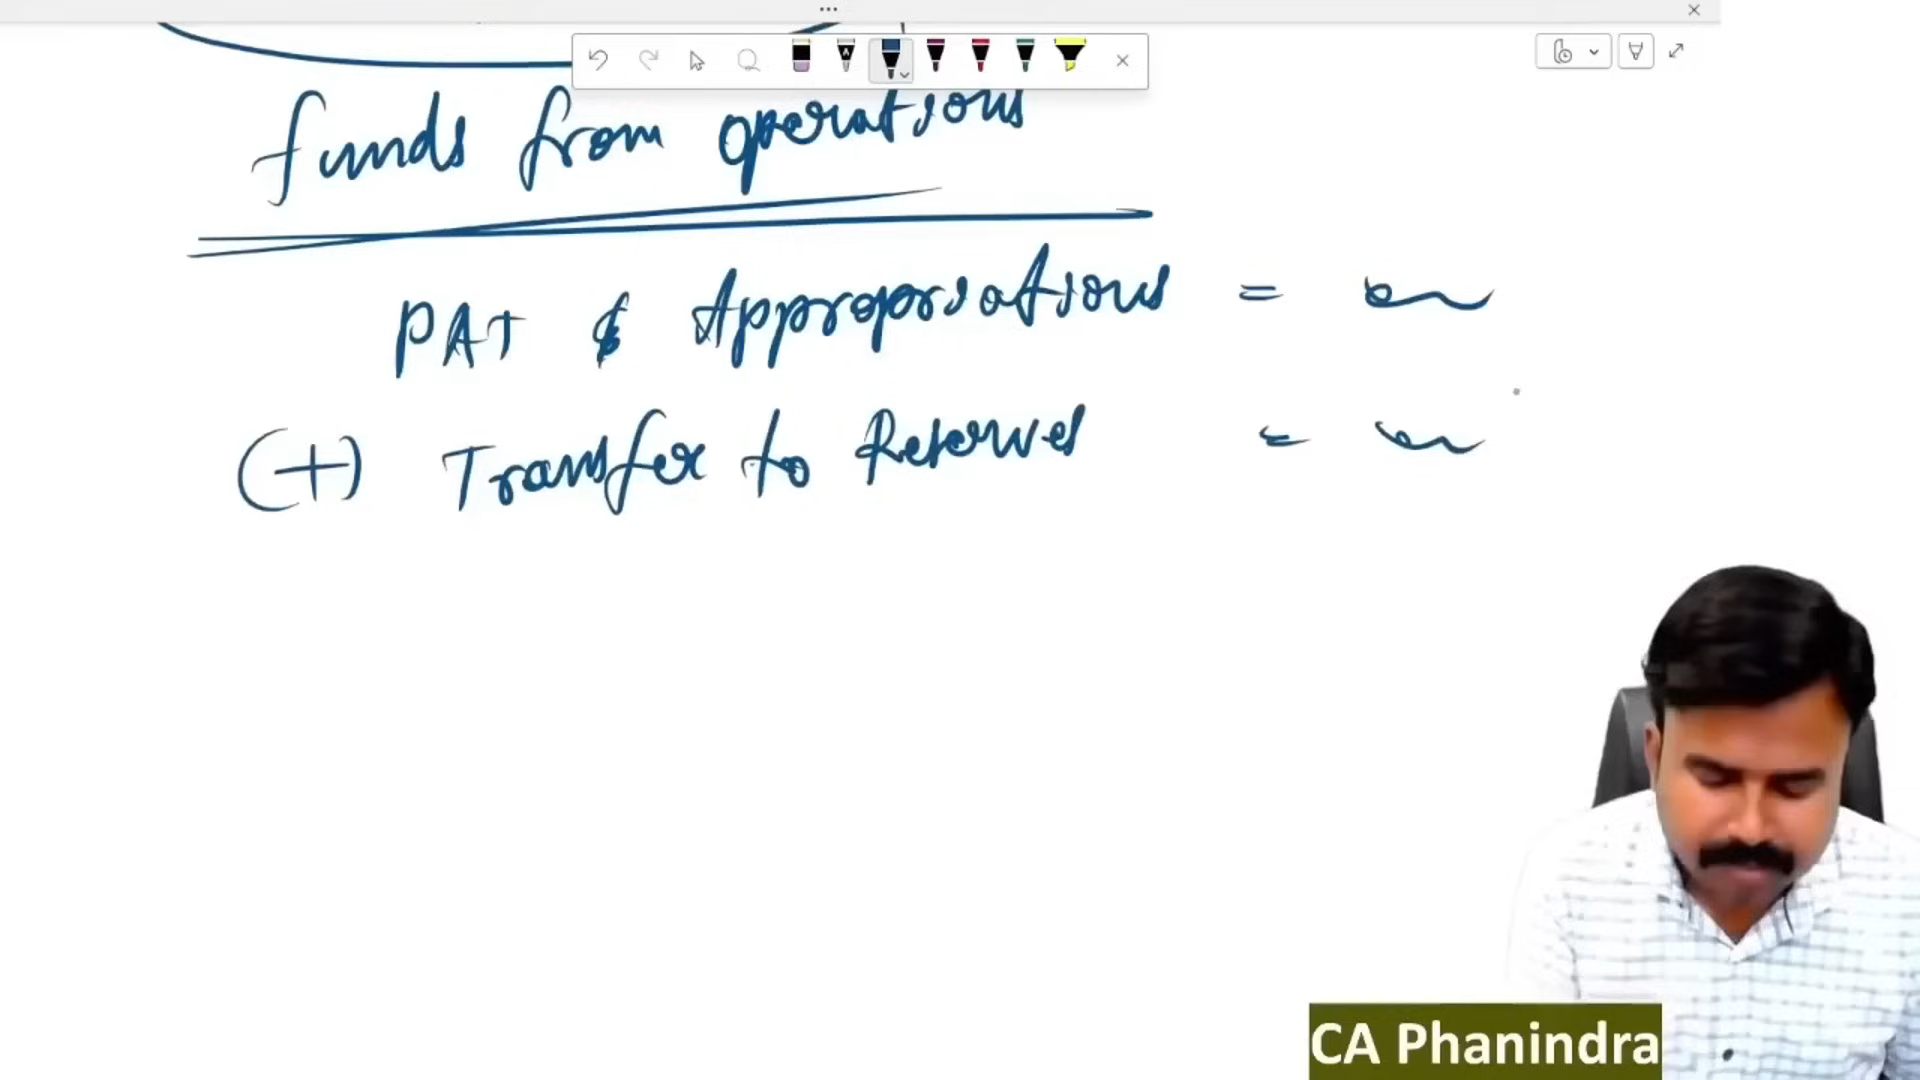 funds from operations
PAT & Appropriations =
(+) Transfer to Reserves =
CA Phanindra